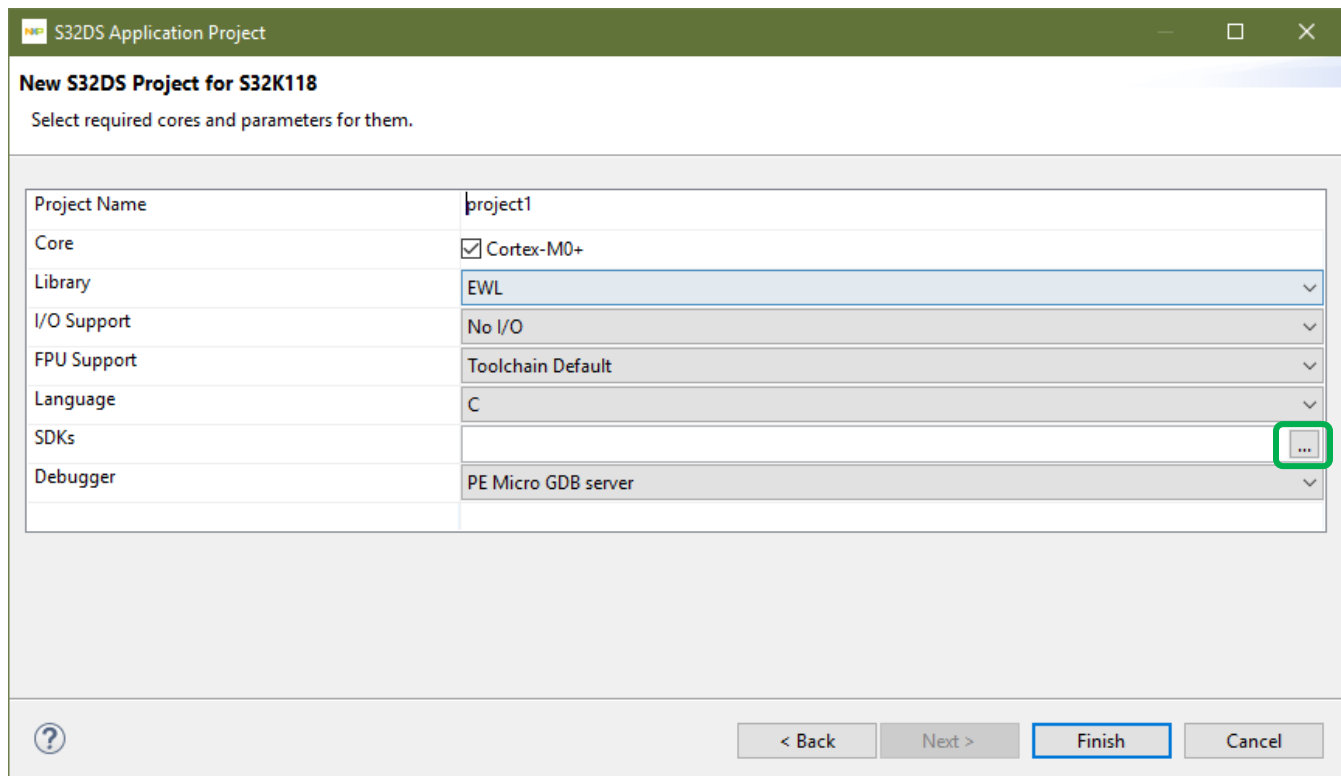 NXP S32DS Application Project
New S32DS Project for S32K118
Select required cores and parameters for them.
Project Name project1
Core Cortex-M0+
Library EWL
I/O Support No I/O
FPU Support Toolchain Default
Language C
SDKs ...
Debugger PE Micro GDB server
? < Back Next > Finish Cancel